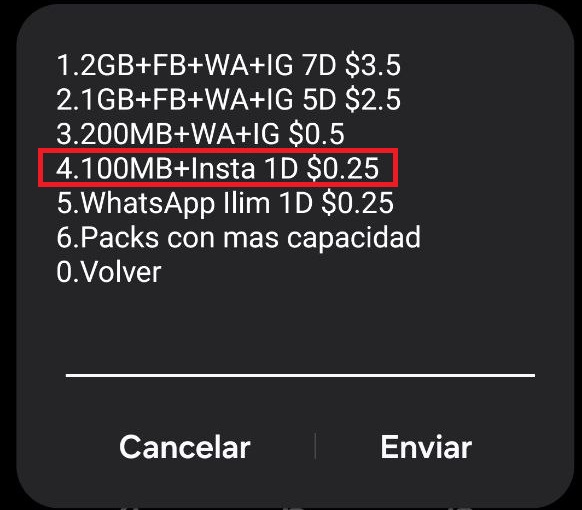 1.2GB+FB+WA+IG 7D $3.5
2.1GB+FB+WA+IG 5D $2.5
3.200MB+WA+IG $0.5
4.100MB+Insta 1D $0.25
5.WhatsApp Ilim 1D $0.25
6.Packs con mas capacidad
0.Volver
Cancelar
Enviar